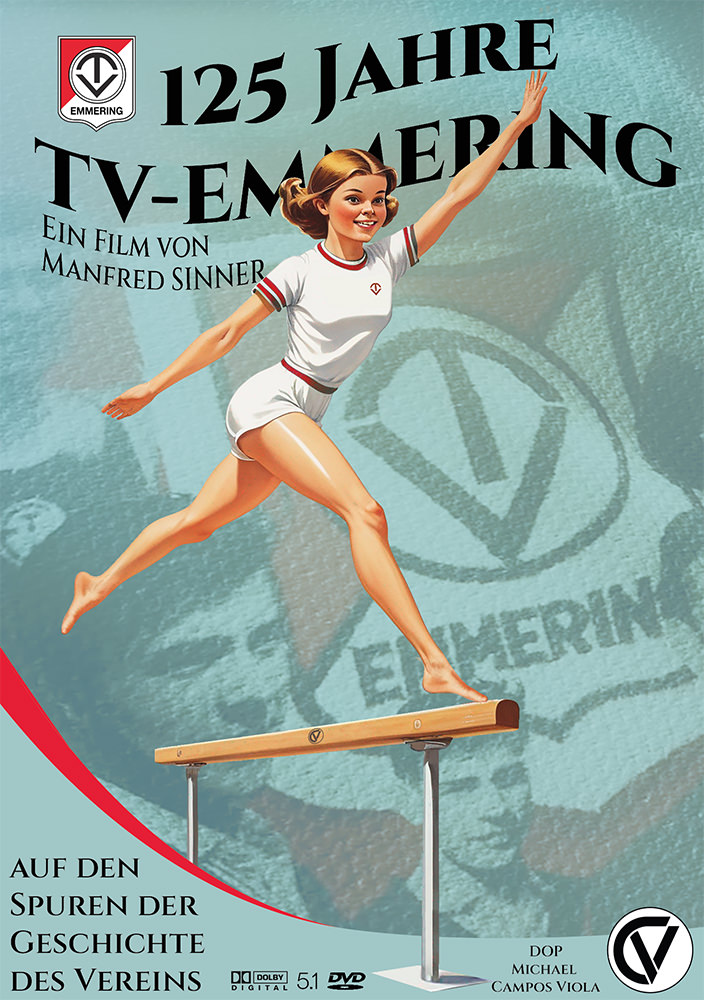 EMMERING
125 JAHRE
TV-EMMERING
EIN FILM VON
MANFRED SINNER
EMMERING
AUF DEN
SPUREN DER
GESCHICHTE
DES VEREINS
DOLBY
DIGITAL
5.1
DVD
DOP
MICHAEL
CAMPOS VIOLA